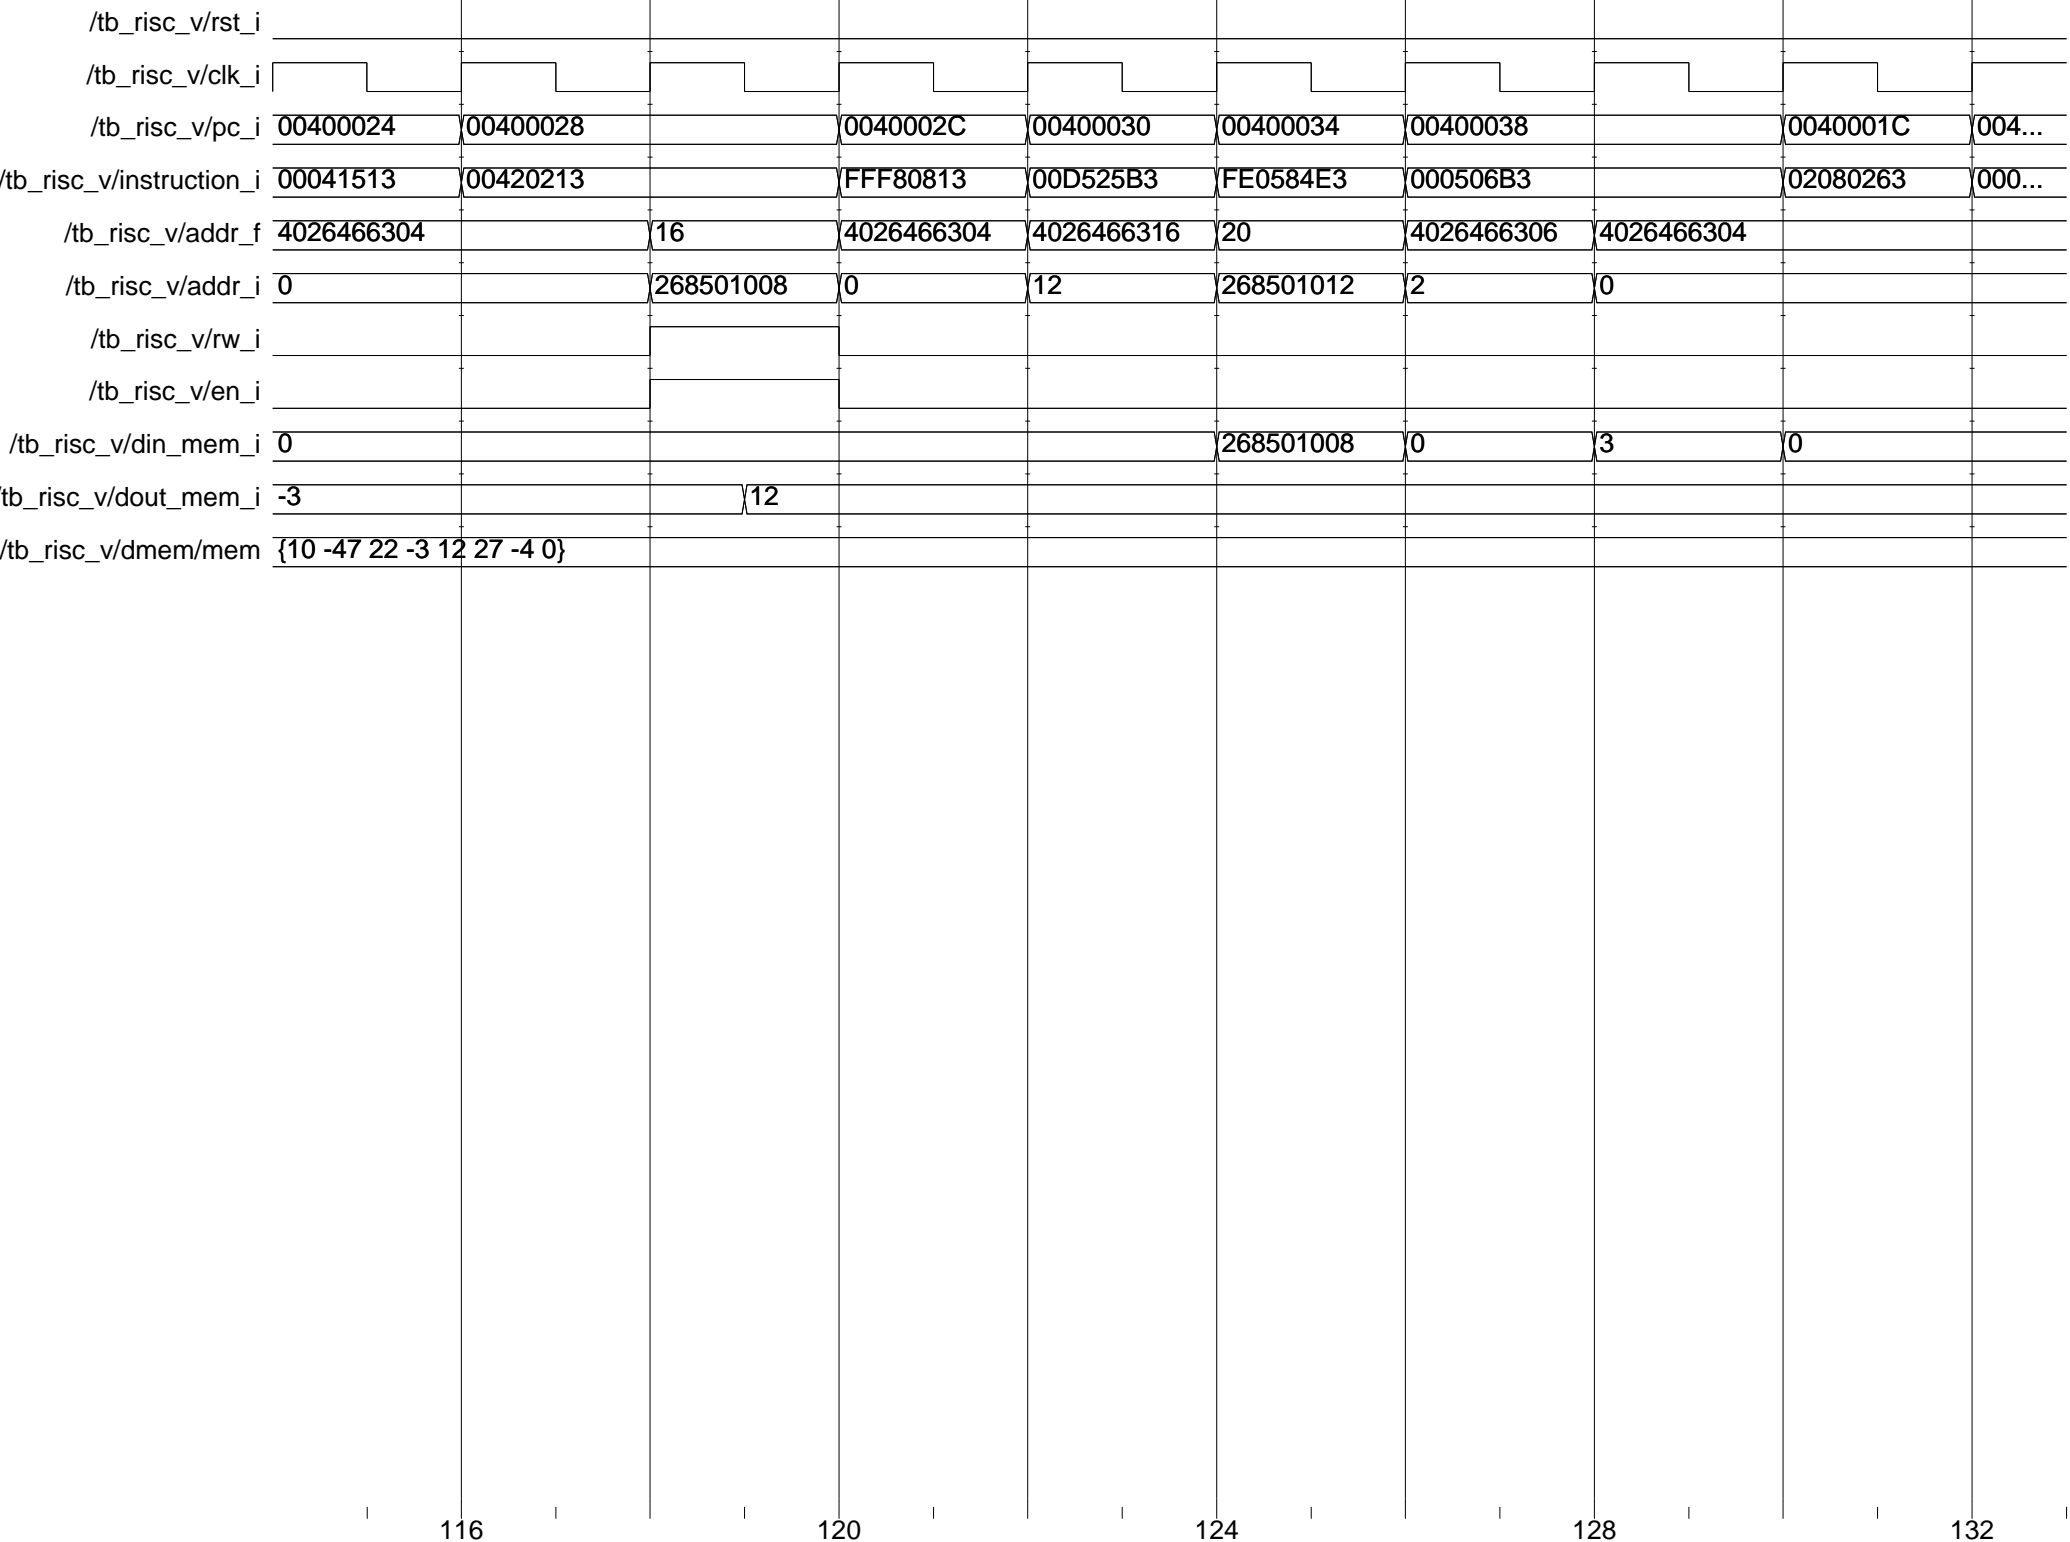 /tb_risc_v/rst_i
/tb_risc_v/clk_i
/tb_risc_v/pc_i 00400024 00400028 0040002C 00400030 00400034 00400038 0040001C 004...
/tb_risc_v/instruction_i 00041513 00420213 FFF80813 00D525B3 FE0584E3 000506B3 02080263 000...
/tb_risc_v/addr_f 4026466304 16 4026466304 4026466316 20 4026466306 4026466304
/tb_risc_v/addr_i 0 268501008 0 12 268501012 2 0
/tb_risc_v/rw_i
/tb_risc_v/en_i
/tb_risc_v/din_mem_i 0 268501008 0 3 0
/tb_risc_v/dout_mem_i -3 12
/tb_risc_v/dmem/mem {10 -47 22 -3 12 27 -4 0}
116 120 124 128 132